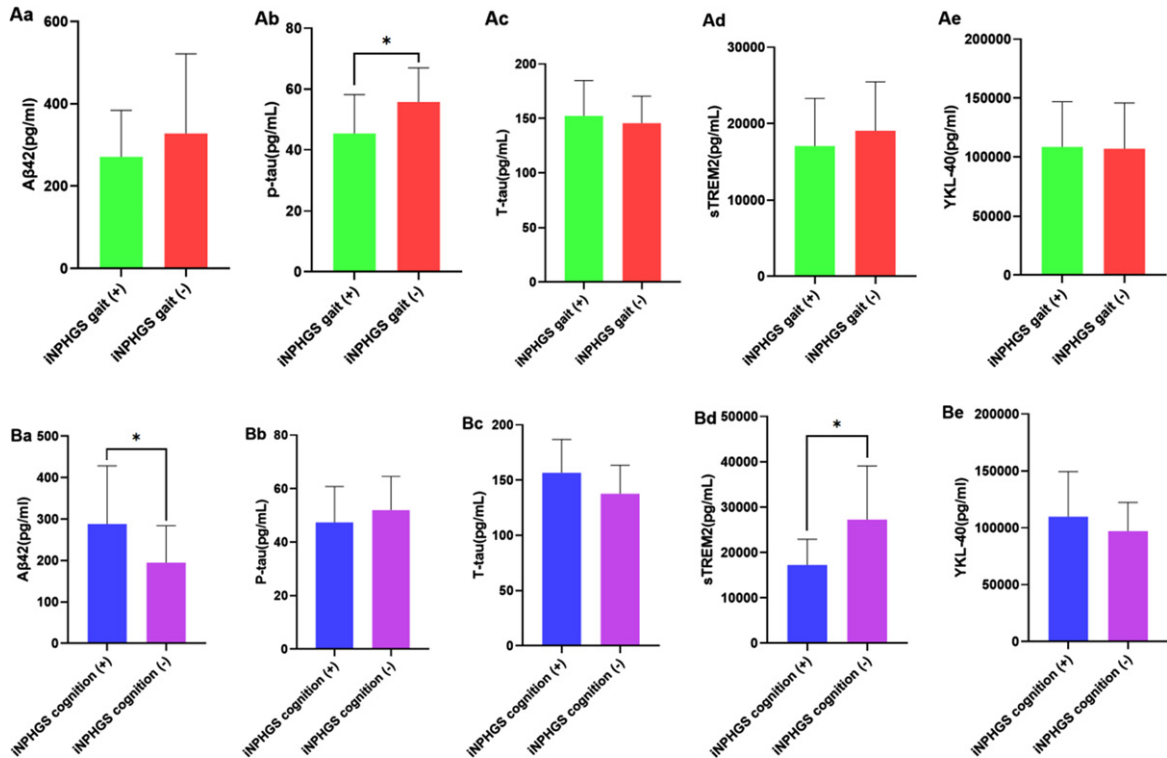 Aa
Aβ42(pg/ml)
600
400
200
0
iNPHGS gait (+)
iNPHGS gait (-)
Ab
p-tau(pg/mL)
80
60
40
20
0
*
iNPHGS gait (+)
iNPHGS gait (-)
Ac
T-tau(pg/mL)
200
150
100
50
0
iNPHGS gait (+)
iNPHGS gait (-)
Ad
sTREM2(pg/mL)
30000
20000
10000
0
iNPHGS gait (+)
iNPHGS gait (-)
Ae
YKL-40(pg/ml)
200000
150000
100000
50000
0
iNPHGS gait (+)
iNPHGS gait (-)
Ba
Aβ42(pg/ml)
500
400
300
200
100
0
*
iNPHGS cognition (+)
iNPHGS cognition (-)
Bb
P-tau(pg/mL)
80
60
40
20
0
iNPHGS cognition (+)
iNPHGS cognition (-)
Bc
T-tau(pg/mL)
200
150
100
50
0
iNPHGS cognition (+)
iNPHGS cognition (-)
Bd
sTREM2(pg/mL)
50000
40000
30000
20000
10000
0
*
iNPHGS cognition (+)
iNPHGS cognition (-)
Be
YKL-40(pg/ml)
200000
150000
100000
50000
0
iNPHGS cognition (+)
iNPHGS cognition (-)